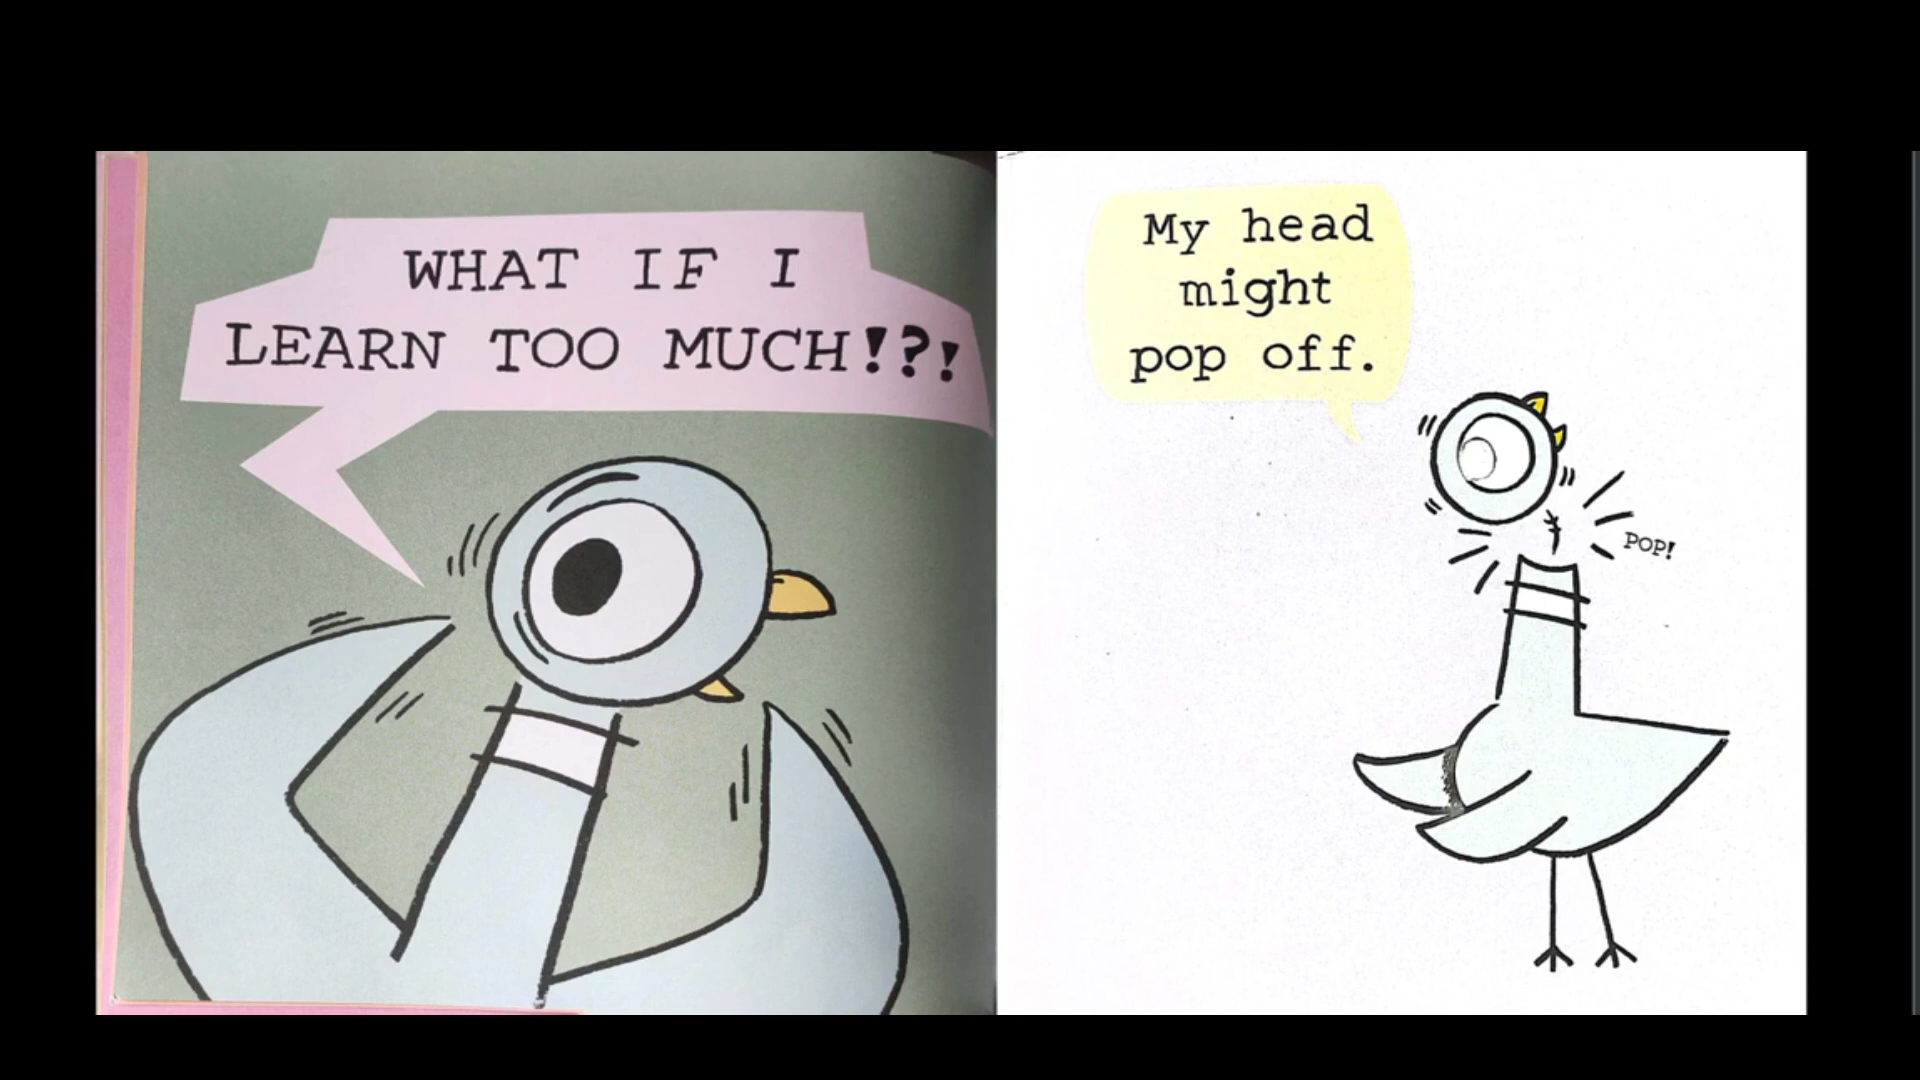 WHAT IF I
LEARN TOO MUCH!?!
My head
might
pop off.
POP!